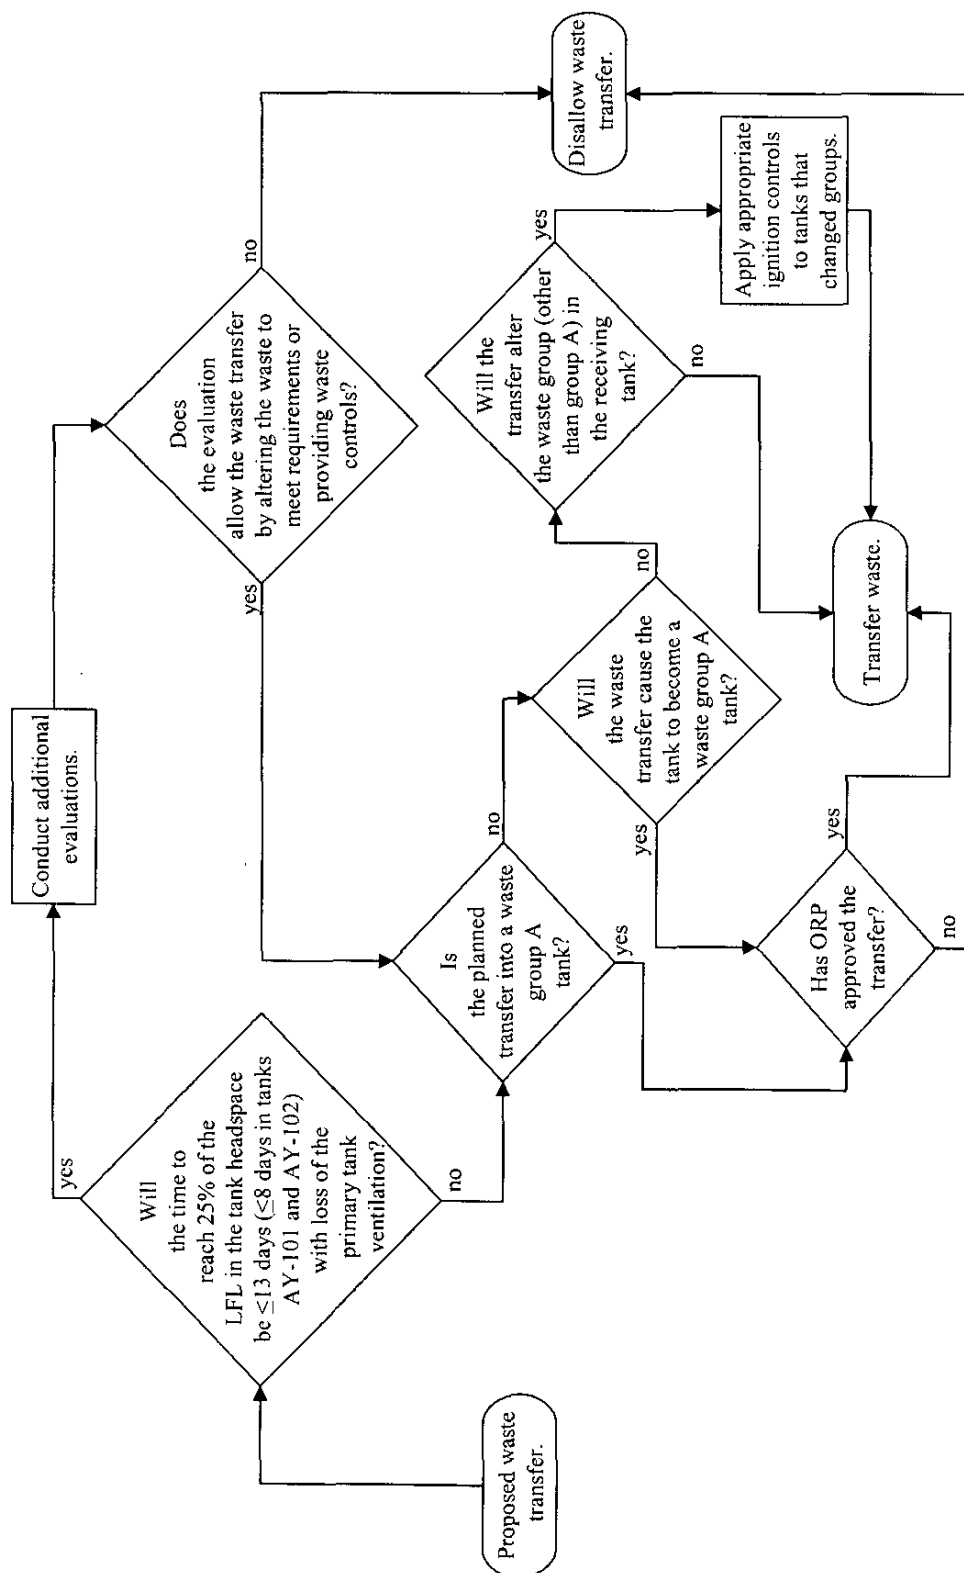 Proposed waste
transfer.
Will
the time to
reach 25% of the
LFL in the tank headspace
be ≤13 days (≤8 days in tanks
AY-101 and AY-102)
with loss of the
primary tank
ventilation?
yes
no
Conduct additional
evaluations.
Does
the evaluation
allow the waste transfer
by altering the waste to
meet requirements or
providing waste
controls?
yes
no
Is
the planned
transfer into a waste
group A
tank?
no
yes
Will
the waste
transfer cause the
tank to become a
waste group A
tank?
no
yes
Will the
transfer alter
the waste group (other
than group A) in
the receiving
tank?
yes
no
Has ORP
approved the
transfer?
yes
no
Apply appropriate
ignition controls
to tanks that
changed groups.
Transfer waste.
Disallow waste
transfer.